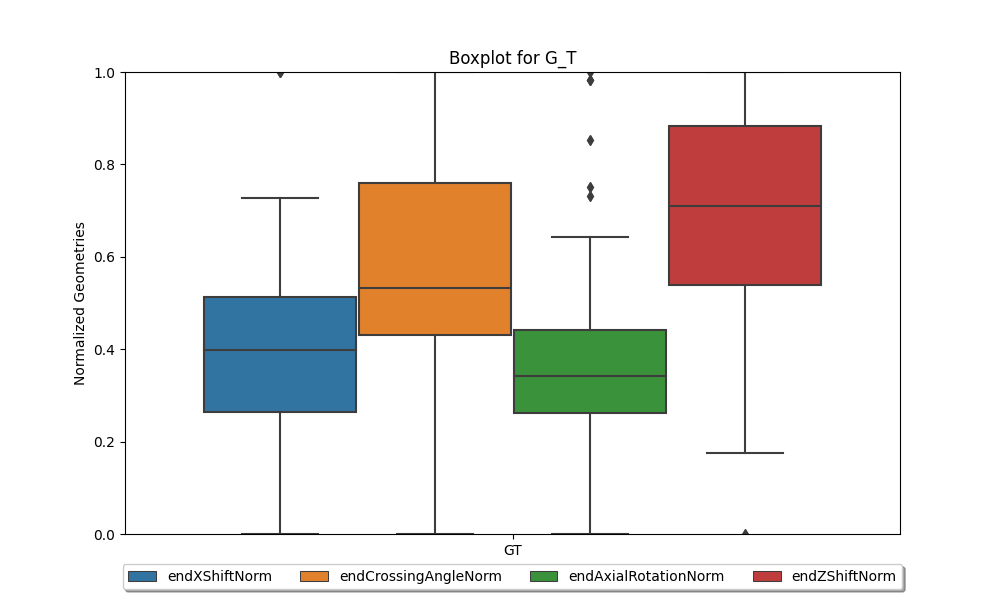 Boxplot for G_T
1.0
0.8
0.6
0.4
0.2
0.0
Normalized Geometries
GT
endXShiftNorm endCrossingAngleNorm endAxialRotationNorm endZShiftNorm